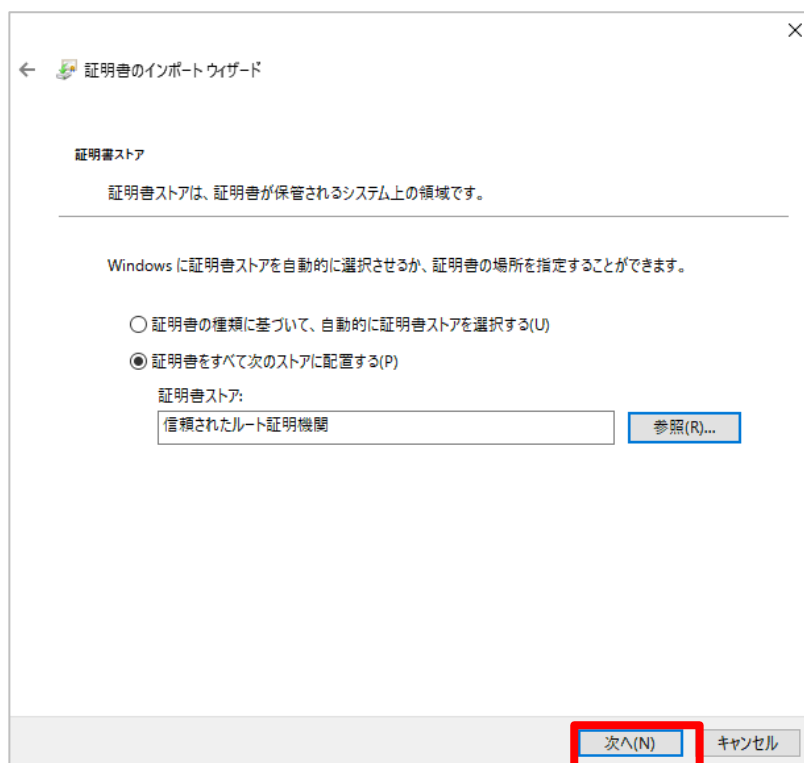 証明書のインポート ウィザード
証明書ストア
証明書ストアは、証明書が保管されるシステム上の領域です。
Windows に証明書ストアを自動的に選択させるか、証明書の場所を指定することができます。
証明書の種類に基づいて、自動的に証明書ストアを選択する(U)
証明書をすべて次のストアに配置する(P)
証明書ストア:
信頼されたルート証明機関
参照(R)...
次へ(N)
キャンセル